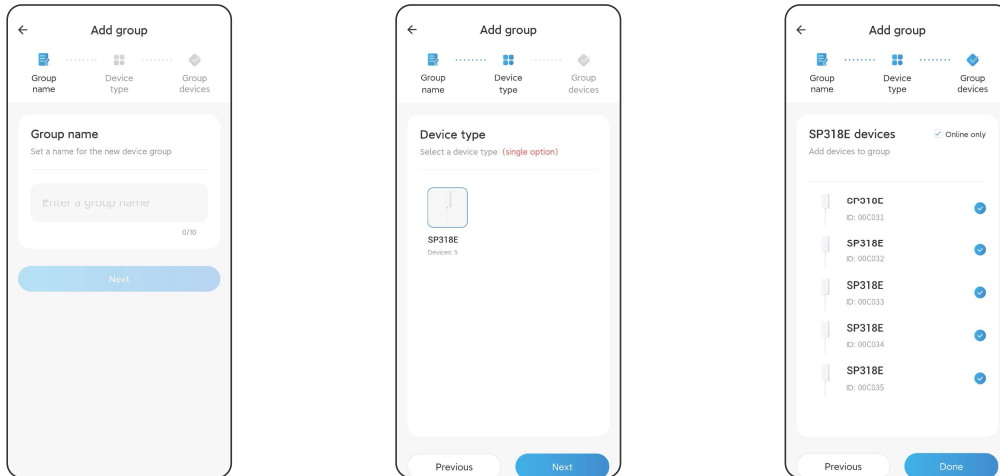 Add group
Group name
Device type
Group devices
Group name
Set a name for the new device group
Enter a group name
0/10
Next
Add group
Group name
Device type
Group devices
Device type
Select a device type (single option)
SP318E
Devices: 5
Previous
Next
Add group
Group name
Device type
Group devices
SP318E devices
Online only
Add devices to group
SP318E
ID: 00C031
SP318E
ID: 00C032
SP318E
ID: 00C033
SP318E
ID: 00C034
SP318E
ID: 00C035
Previous
Done